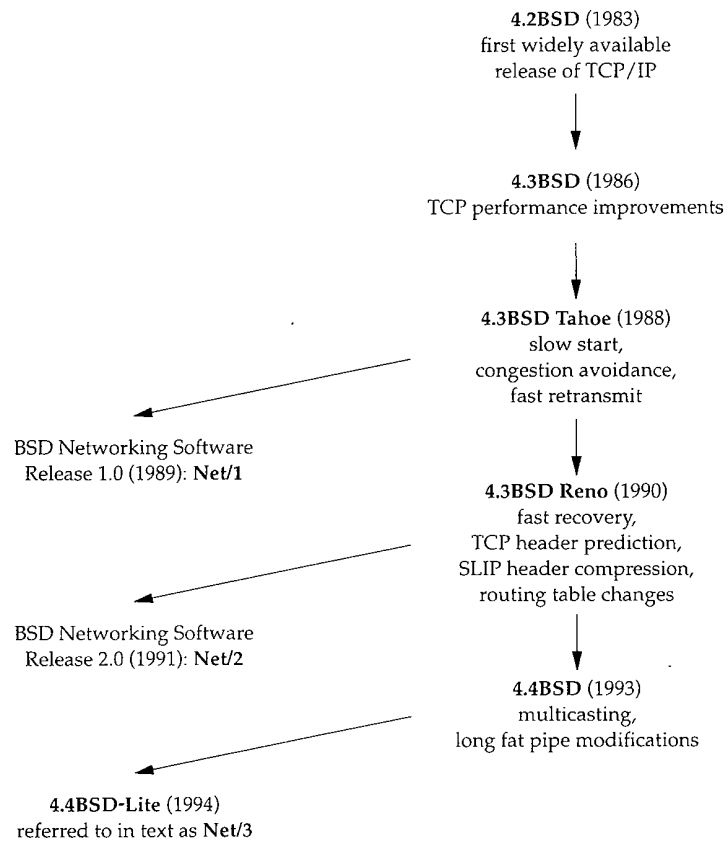 4.2BSD (1983)
first widely available
release of TCP/IP
4.3BSD (1986)
TCP performance improvements
4.3BSD Tahoe (1988)
slow start,
congestion avoidance,
fast retransmit
BSD Networking Software
Release 1.0 (1989): Net/1
4.3BSD Reno (1990)
fast recovery,
TCP header prediction,
SLIP header compression,
routing table changes
BSD Networking Software
Release 2.0 (1991): Net/2
4.4BSD (1993)
multicasting,
long fat pipe modifications
4.4BSD-Lite (1994)
referred to in text as Net/3